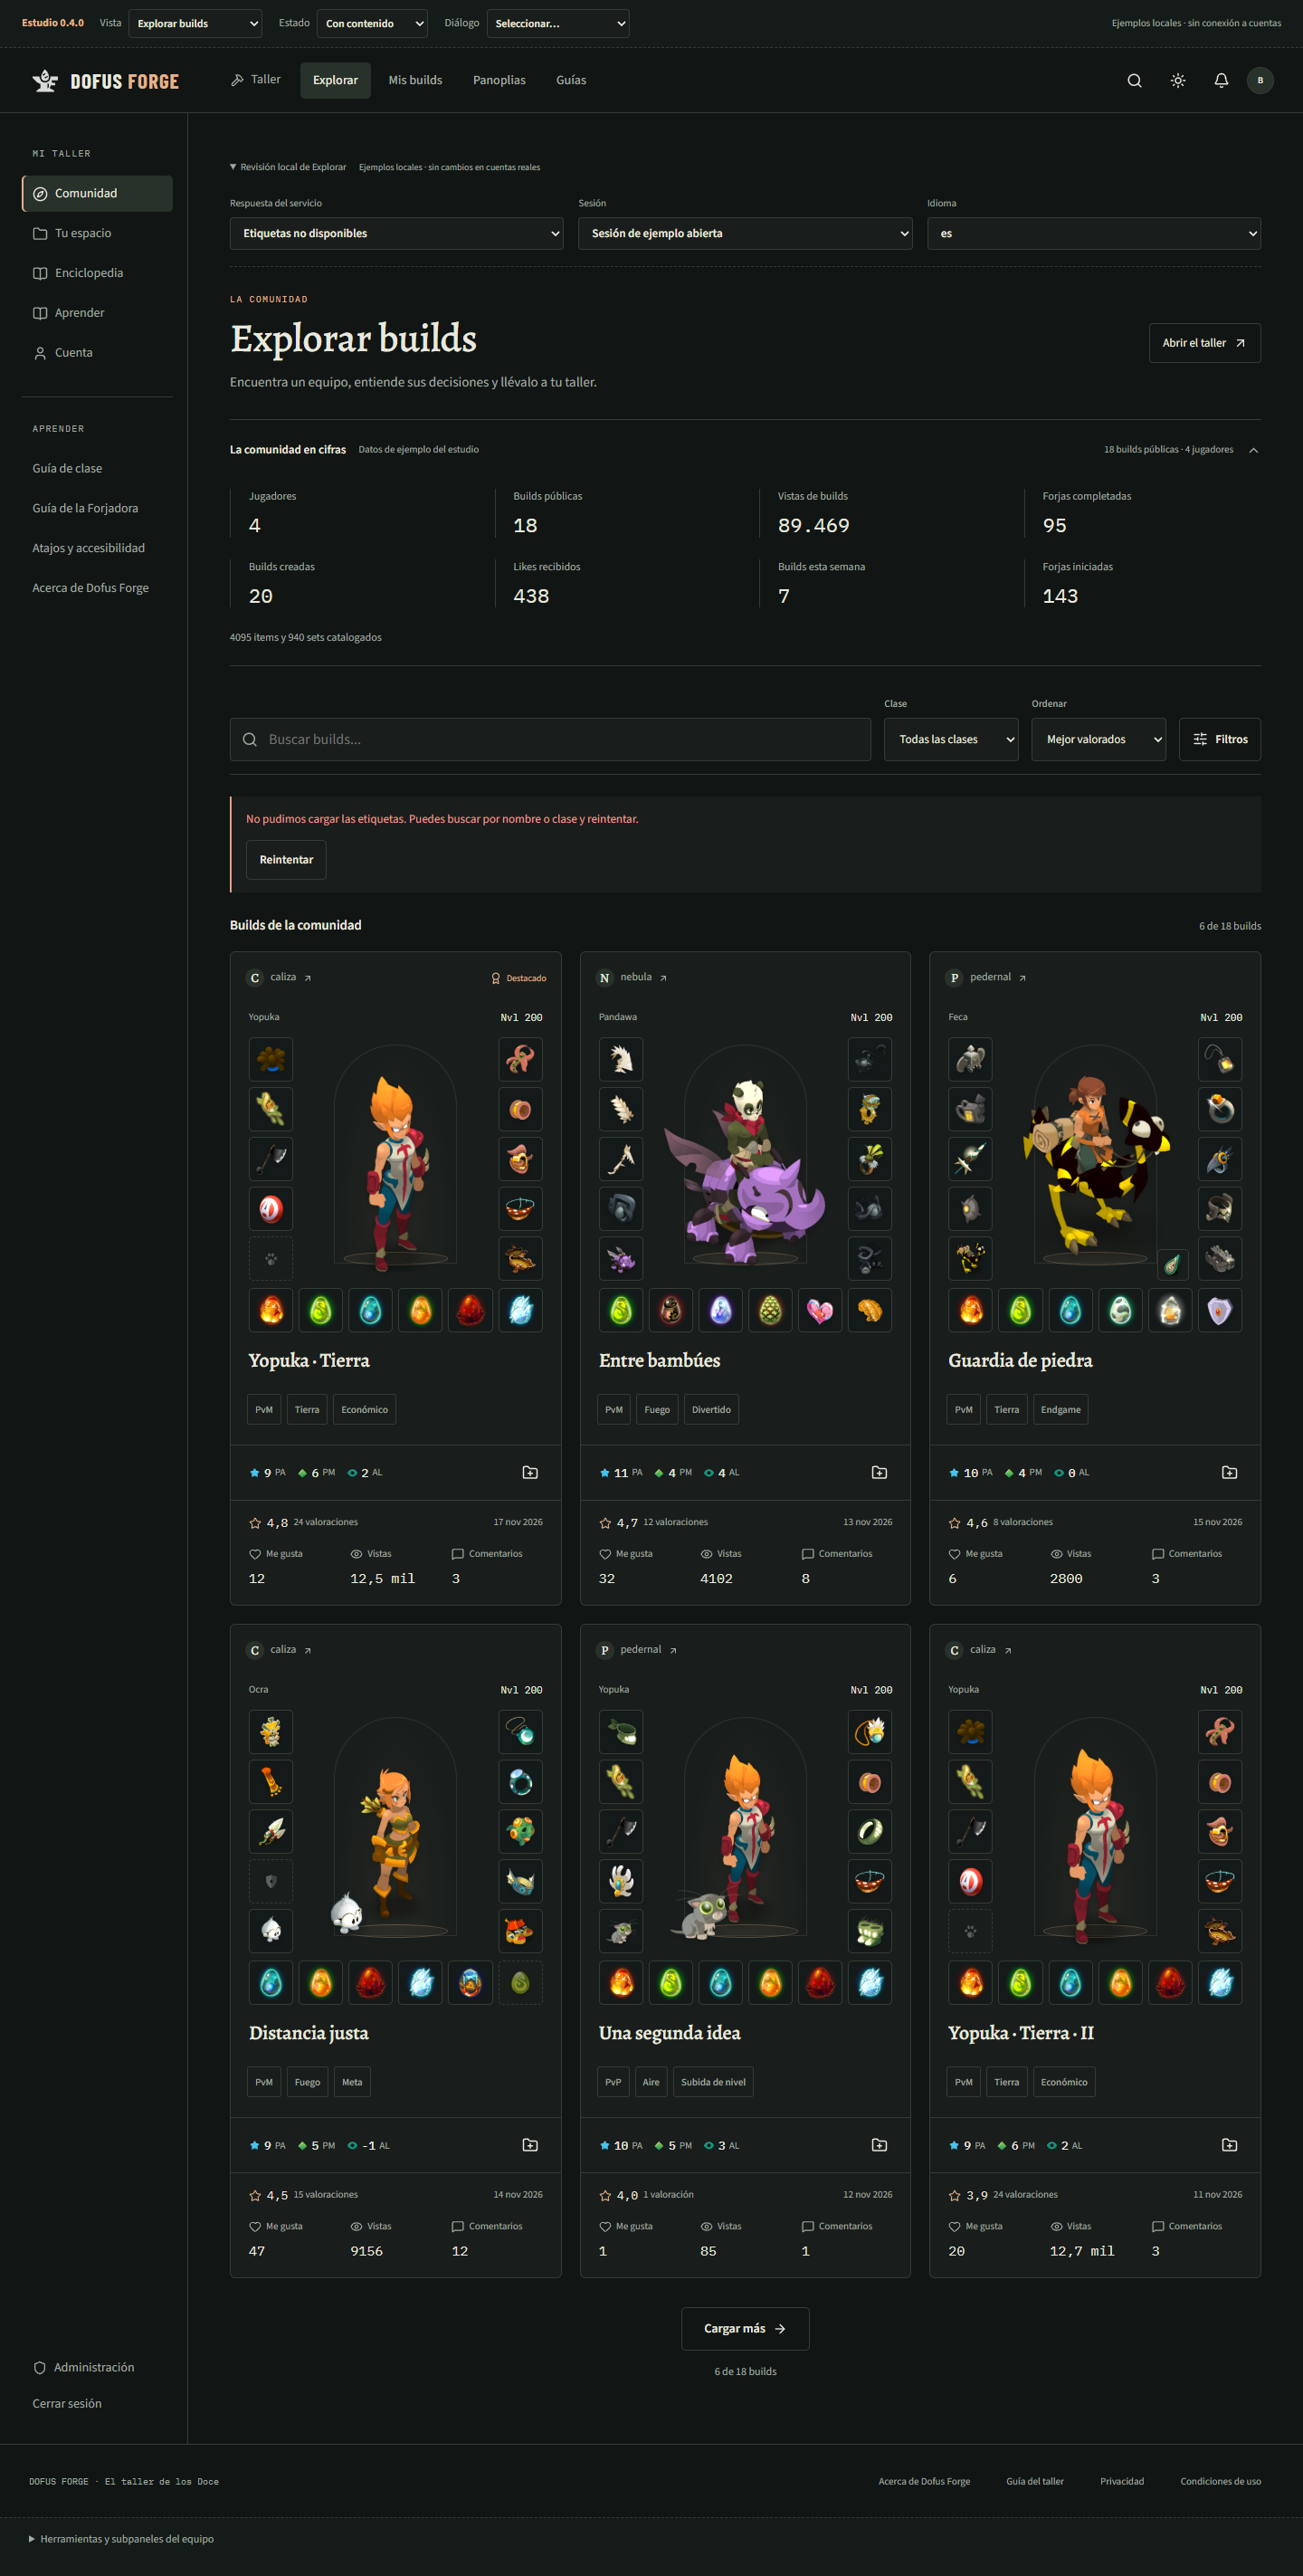 Estudio 0.4.0 Vista Explorar builds Estado Con contenido Diálogo Seleccionar... Ejemplos locales · sin conexión a cuentas
DOFUS FORGE Taller Explorar Mis builds Panoplias Guías B
MI TALLER
Comunidad
Tu espacio
Enciclopedia
Aprender
Cuenta
APRENDER
Guía de clase
Guía de la Forjadora
Atajos y accesibilidad
Acerca de Dofus Forge
Administración
Cerrar sesión
Revisión local de Explorar Ejemplos locales · sin cambios en cuentas reales
Respuesta del servicio Sesión Idioma
Etiquetas no disponibles Sesión de ejemplo abierta es
LA COMUNIDAD
Explorar builds
Abrir el taller
Encuentra un equipo, entiende sus decisiones y llévalo a tu taller.
La comunidad en cifras Datos de ejemplo del estudio 18 builds públicas · 4 jugadores
Jugadores Builds públicas Vistas de builds Forjas completadas
4 18 89.469 95
Builds creadas Likes recibidos Builds esta semana Forjas iniciadas
20 438 7 143
4095 items y 940 sets catalogados
Clase Ordenar
Buscar builds... Todas las clases Mejor valorados Filtros
No pudimos cargar las etiquetas. Puedes buscar por nombre o clase y reintentar.
Reintentar
Builds de la comunidad 6 de 18 builds
C caliza Destacado
Yopuka Nvl 200
Yopuka · Tierra
PvM Tierra Económico
9 PA 6 PM 2 AL
4,8 24 valoraciones 17 nov 2026
Me gusta Vistas Comentarios
12 12,5 mil 3
N nebula
Pandawa Nvl 200
Entre bambúes
PvM Fuego Divertido
11 PA 4 PM 4 AL
4,7 12 valoraciones 13 nov 2026
Me gusta Vistas Comentarios
32 4102 8
P pedernal
Feca Nvl 200
Guardia de piedra
PvM Tierra Endgame
10 PA 4 PM 0 AL
4,6 8 valoraciones 15 nov 2026
Me gusta Vistas Comentarios
6 2800 3
C caliza
Ocra Nvl 200
Distancia justa
PvM Fuego Meta
9 PA 5 PM -1 AL
4,5 15 valoraciones 14 nov 2026
Me gusta Vistas Comentarios
47 9156 12
P pedernal
Yopuka Nvl 200
Una segunda idea
PvP Aire Subida de nivel
10 PA 5 PM 3 AL
4,0 1 valoración 12 nov 2026
Me gusta Vistas Comentarios
1 85 1
C caliza
Yopuka Nvl 200
Yopuka · Tierra · II
PvM Tierra Económico
9 PA 6 PM 2 AL
3,9 24 valoraciones 11 nov 2026
Me gusta Vistas Comentarios
20 12,7 mil 3
Cargar más
6 de 18 builds
DOFUS FORGE · El taller de los Doce Acerca de Dofus Forge Guía del taller Privacidad Condiciones de uso
Herramientas y subpaneles del equipo